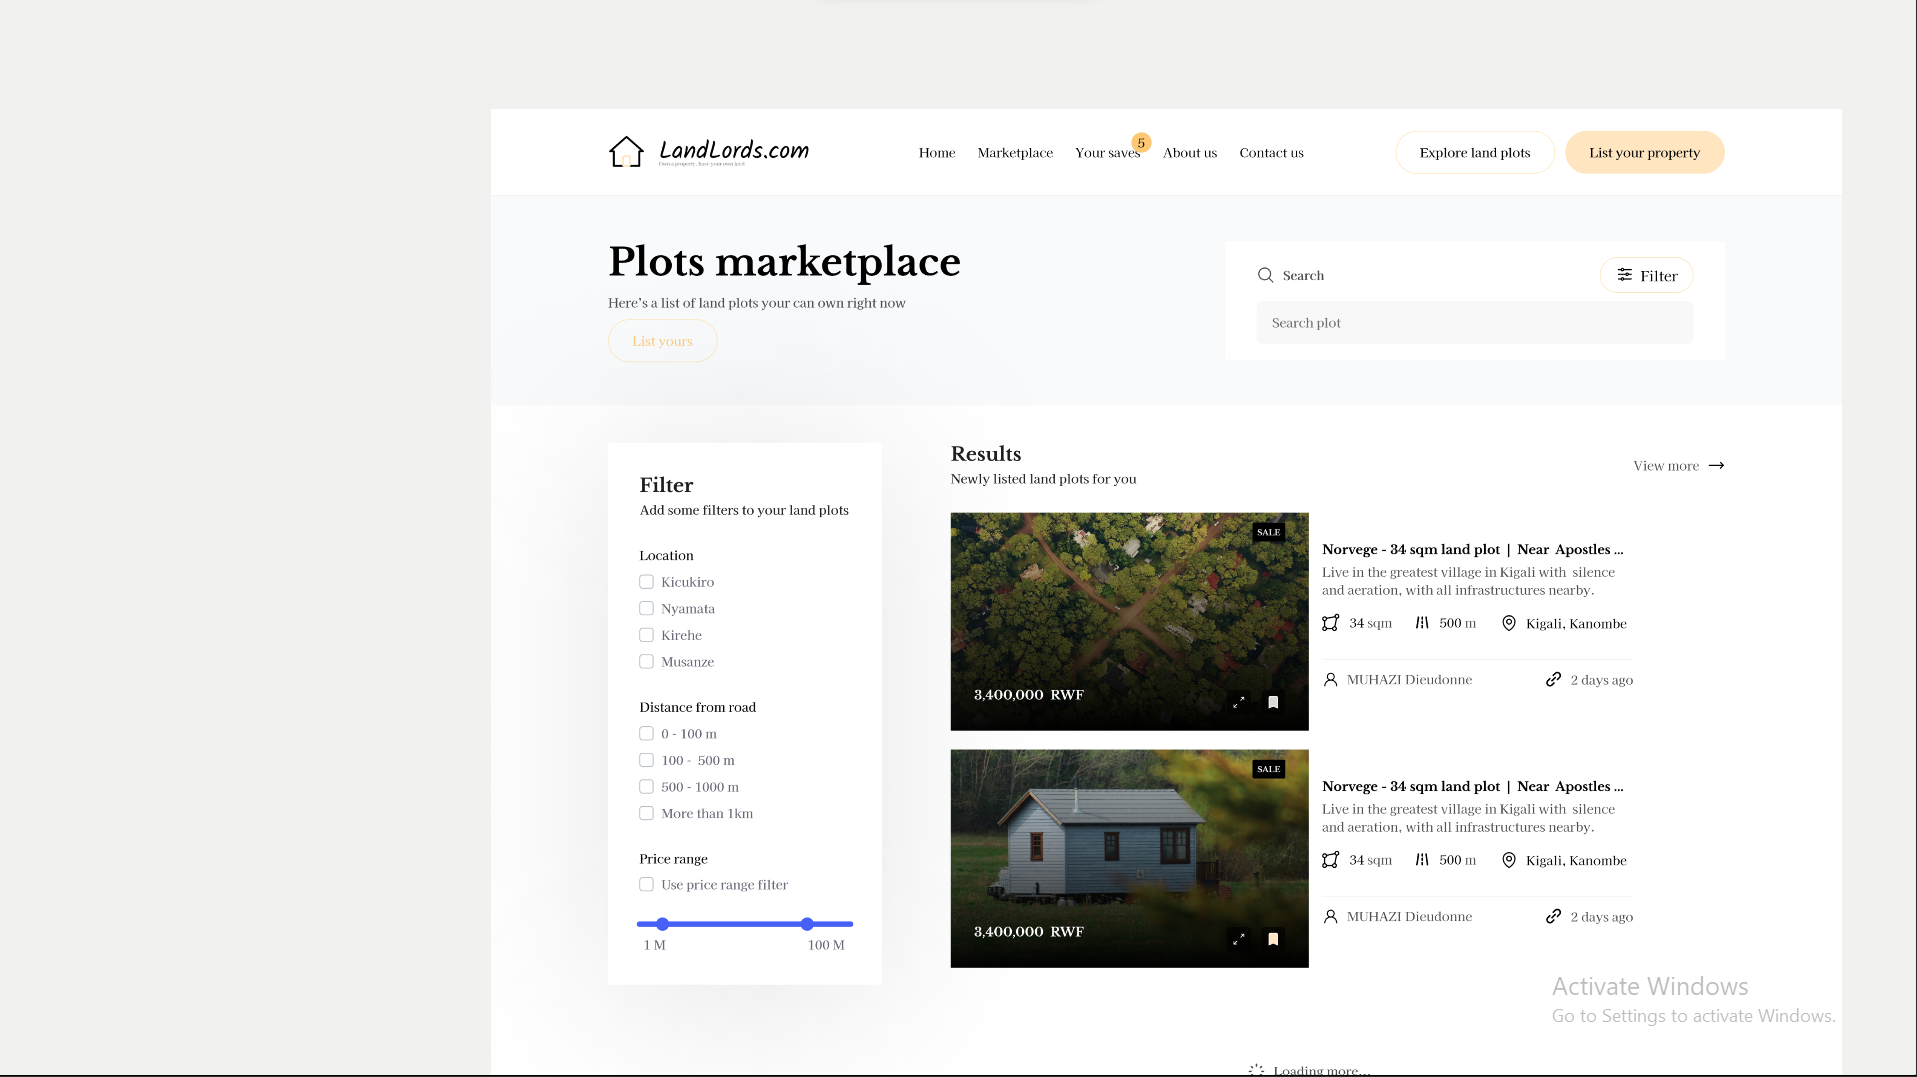 LandLords.com
Own a property, have your own land
Home
Marketplace
Your saves
5
About us
Contact us
Explore land plots
List your property
Plots marketplace
Here's a list of land plots your can own right now
List yours
Search
Filter
Search plot
Filter
Add some filters to your land plots
Location
Kicukiro
Nyamata
Kirehe
Musanze
Distance from road
0 - 100 m
100 - 500 m
500 - 1000 m
More than 1km
Price range
Use price range filter
1 M
100 M
Results
Newly listed land plots for you
View more
SALE
3,400,000 RWF
Norvege - 34 sqm land plot | Near Apostles ...
Live in the greatest village in Kigali with silence
and aeration, with all infrastructures nearby.
34 sqm
500 m
Kigali, Kanombe
MUHAZI Dieudonne
2 days ago
SALE
3,400,000 RWF
Norvege - 34 sqm land plot | Near Apostles ...
Live in the greatest village in Kigali with silence
and aeration, with all infrastructures nearby.
34 sqm
500 m
Kigali, Kanombe
MUHAZI Dieudonne
2 days ago
Activate Windows
Go to Settings to activate Windows.
Loading more...